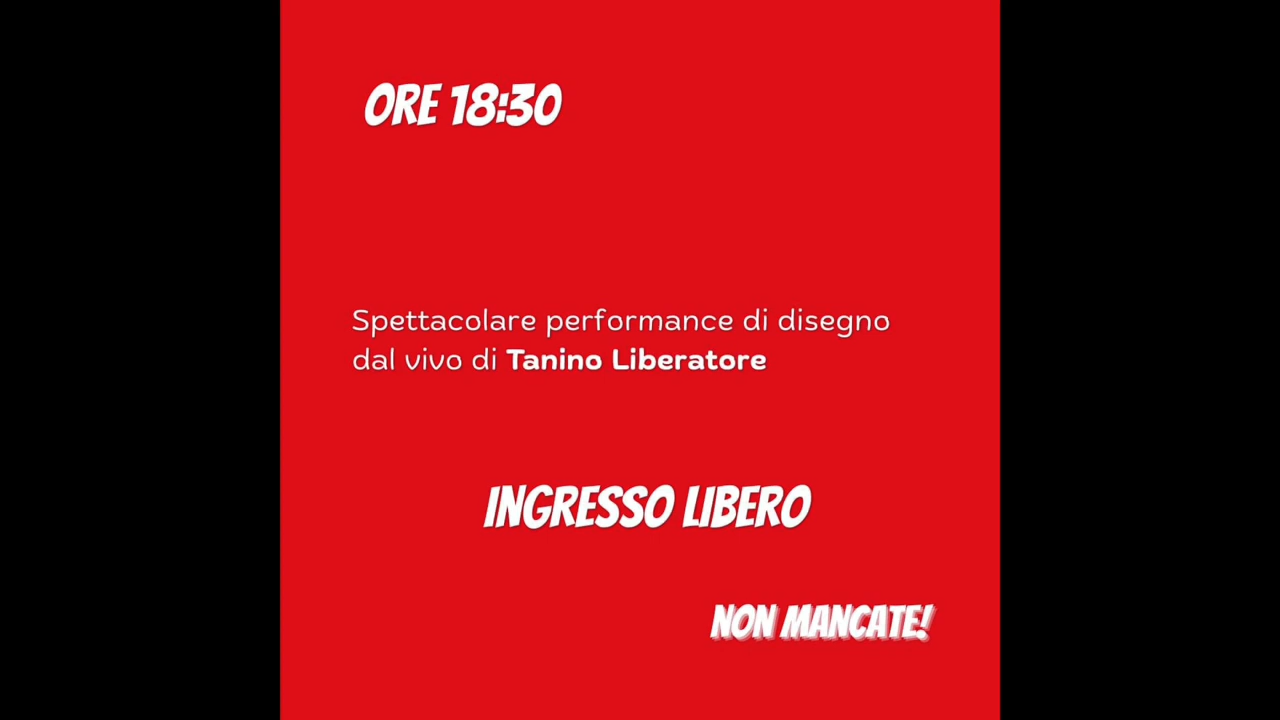 ORE 18:30
Spettacolare performance di disegno
dal vivo di Tanino Liberatore
INGRESSO LIBERO
NON MANCATE!